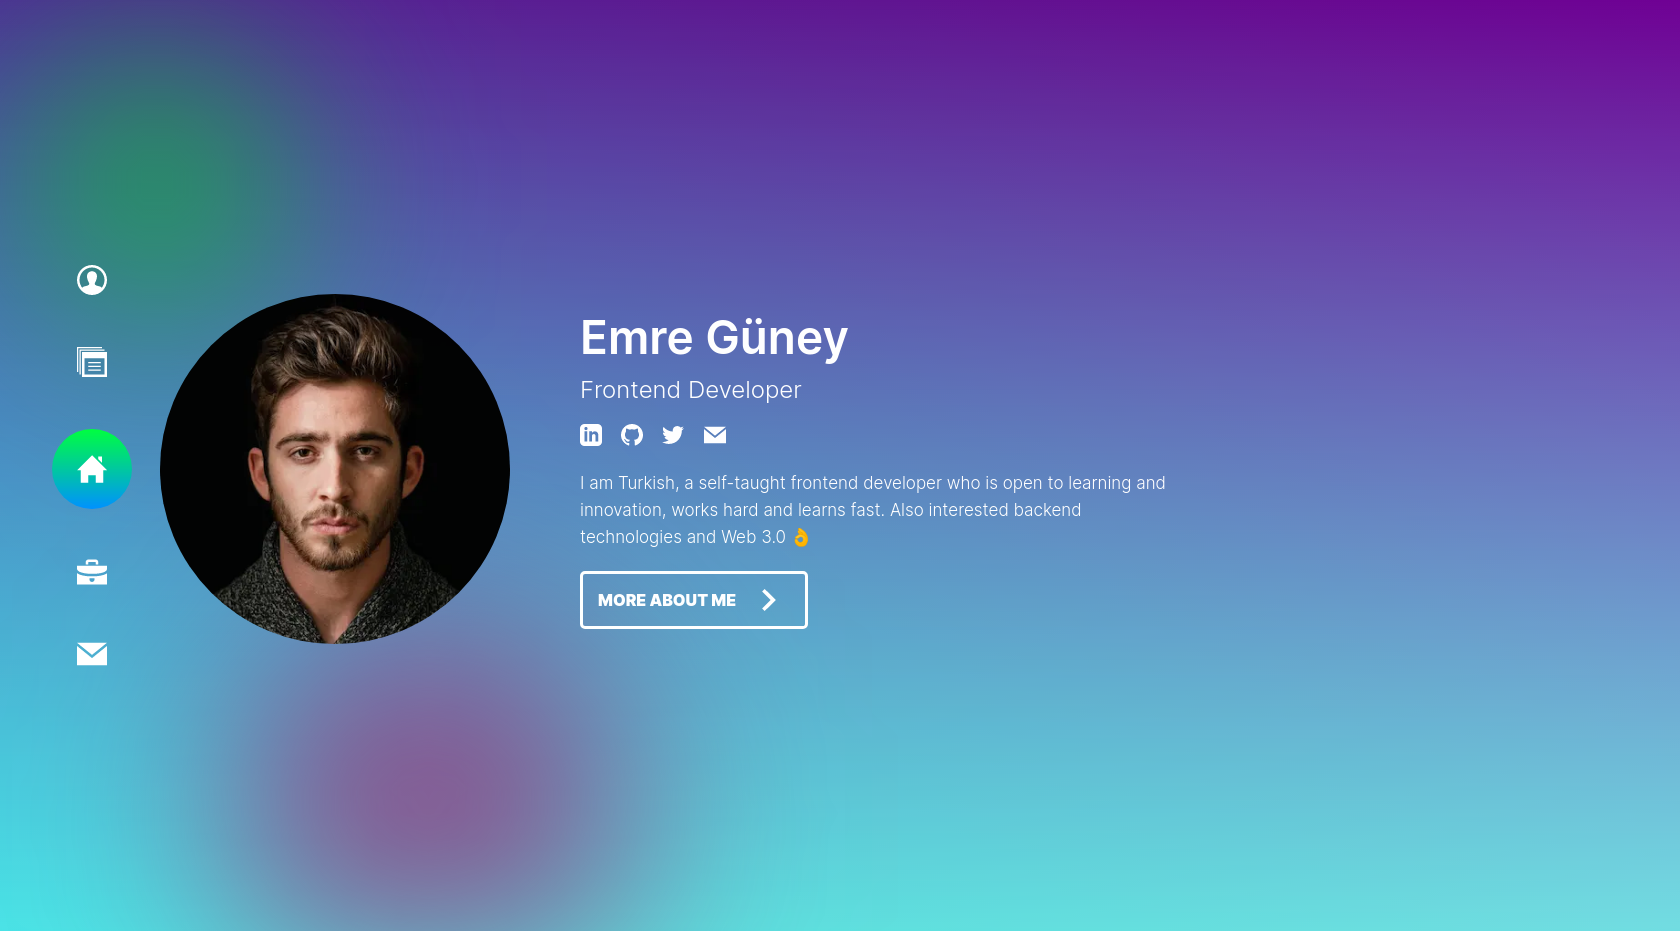 Emre Güney
Frontend Developer
I am Turkish, a self-taught frontend developer who is open to learning and
innovation, works hard and learns fast. Also interested backend
technologies and Web 3.0 👌
MORE ABOUT ME